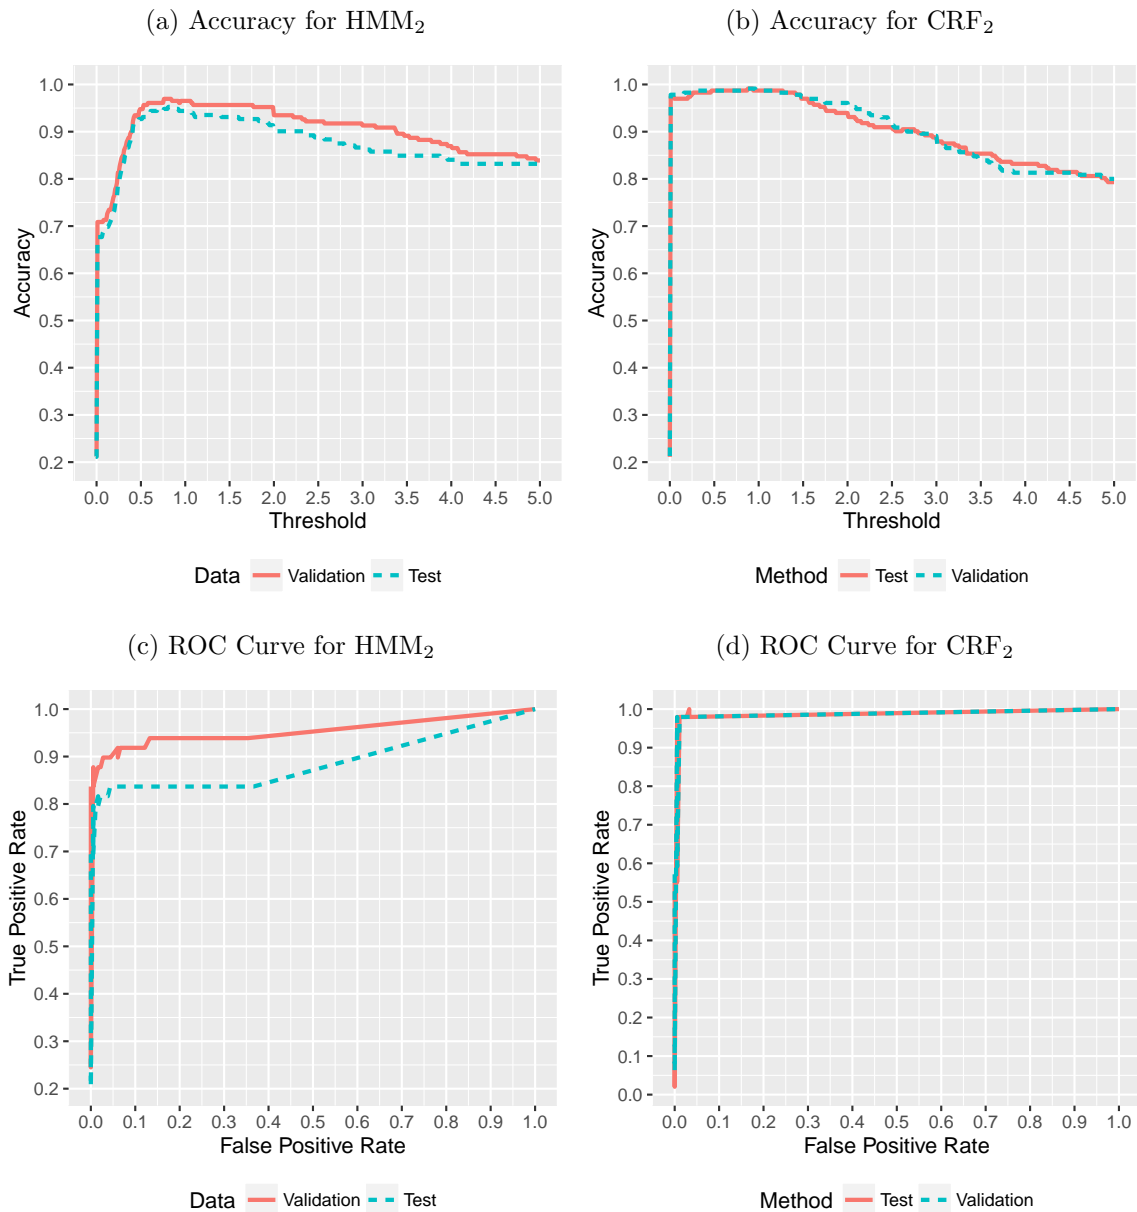 (a) Accuracy for HMM₂
(b) Accuracy for CRF₂
Accuracy
1.0
0.9
0.8
0.7
0.6
0.5
0.4
0.3
0.2
0.0 0.5 1.0 1.5 2.0 2.5 3.0 3.5 4.0 4.5 5.0
Threshold
Data Validation Test
Accuracy
1.0
0.9
0.8
0.7
0.6
0.5
0.4
0.3
0.2
0.0 0.5 1.0 1.5 2.0 2.5 3.0 3.5 4.0 4.5 5.0
Threshold
Method Test Validation
(c) ROC Curve for HMM₂
(d) ROC Curve for CRF₂
True Positive Rate
1.0
0.9
0.8
0.7
0.6
0.5
0.4
0.3
0.2
0.0 0.1 0.2 0.3 0.4 0.5 0.6 0.7 0.8 0.9 1.0
False Positive Rate
Data Validation Test
True Positive Rate
1.0
0.9
0.8
0.7
0.6
0.5
0.4
0.3
0.2
0.1
0.0
0.0 0.1 0.2 0.3 0.4 0.5 0.6 0.7 0.8 0.9 1.0
False Positive Rate
Method Test Validation